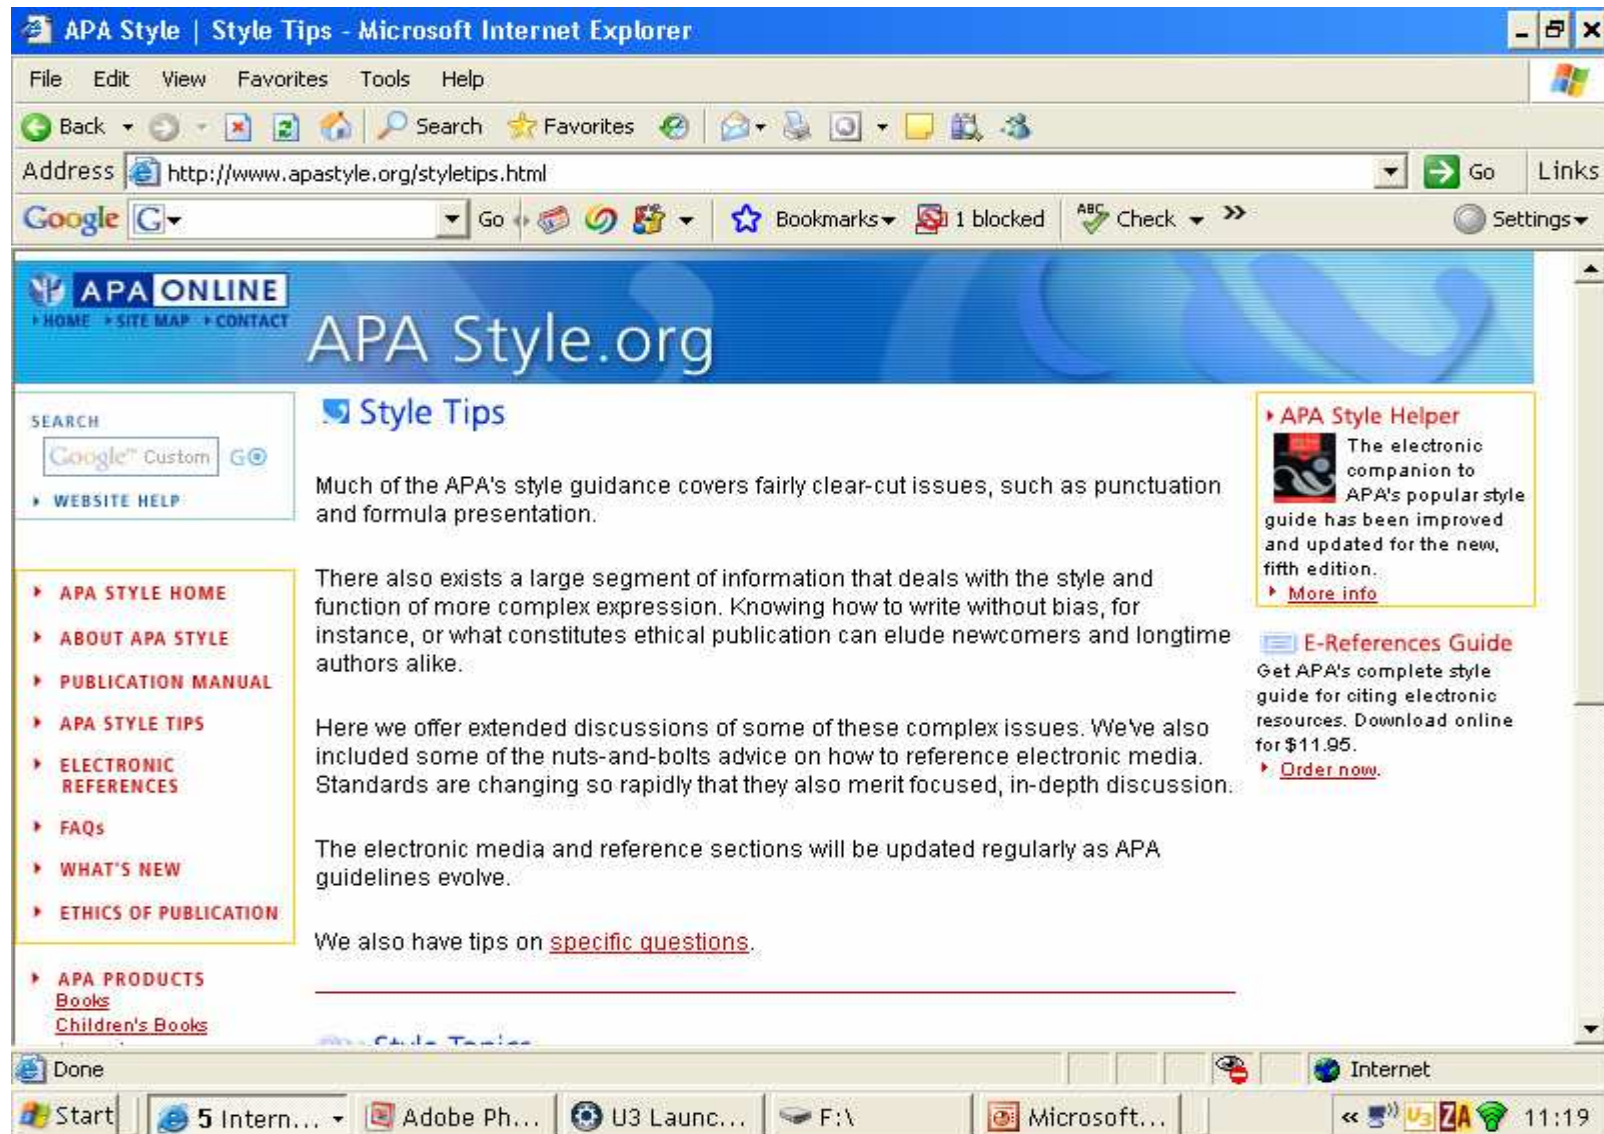 APA Style | Style Tips - Microsoft Internet Explorer
File Edit View Favorites Tools Help
Back Search Favorites
Address http://www.apastyle.org/styletips.html Go Links
Google G Go Bookmarks 1 blocked ABC Check » Settings
APA ONLINE
HOME SITE MAP CONTACT
APA Style.org
SEARCH
Google™ Custom GO
WEBSITE HELP
APA STYLE HOME
ABOUT APA STYLE
PUBLICATION MANUAL
APA STYLE TIPS
ELECTRONIC
REFERENCES
FAQs
WHAT'S NEW
ETHICS OF PUBLICATION
APA PRODUCTS
Books
Children's Books
Style Tips
Much of the APA's style guidance covers fairly clear-cut issues, such as punctuation
and formula presentation.
There also exists a large segment of information that deals with the style and
function of more complex expression. Knowing how to write without bias, for
instance, or what constitutes ethical publication can elude newcomers and longtime
authors alike.
Here we offer extended discussions of some of these complex issues. We've also
included some of the nuts-and-bolts advice on how to reference electronic media.
Standards are changing so rapidly that they also merit focused, in-depth discussion.
The electronic media and reference sections will be updated regularly as APA
guidelines evolve.
We also have tips on specific questions.
Style Topics
APA Style Helper
The electronic
companion to
APA's popular style
guide has been improved
and updated for the new,
fifth edition.
More info
E-References Guide
Get APA's complete style
guide for citing electronic
resources. Download online
for $11.95.
Order now.
Done Internet
Start 5 Intern... Adobe Ph... U3 Launc... F:\ Microsoft... « U3 ZA 11:19